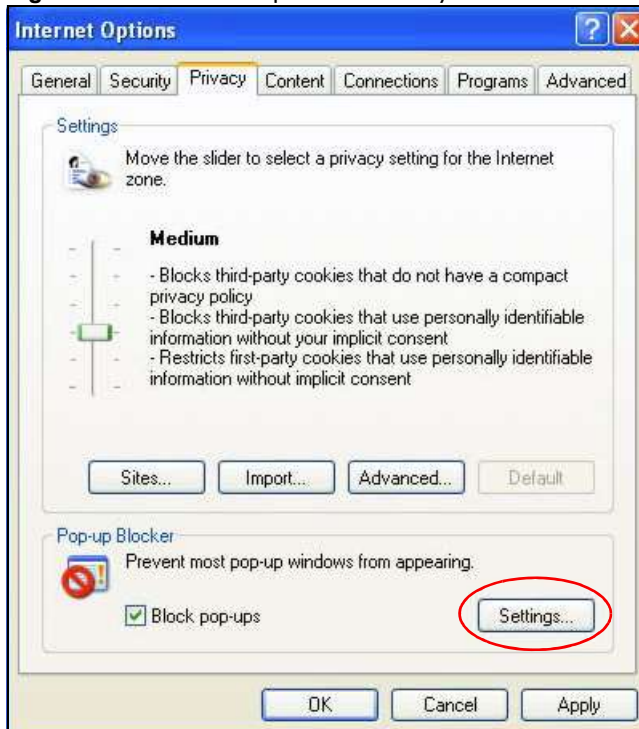 Internet Options
General Security Privacy Content Connections Programs Advanced
Settings
Move the slider to select a privacy setting for the Internet
zone.
Medium
- Blocks third-party cookies that do not have a compact
privacy policy
- Blocks third-party cookies that use personally identifiable
information without your implicit consent
- Restricts first-party cookies that use personally identifiable
information without implicit consent
Sites... Import... Advanced... Default
Pop-up Blocker
Prevent most pop-up windows from appearing.
Block pop-ups Settings...
OK Cancel Apply